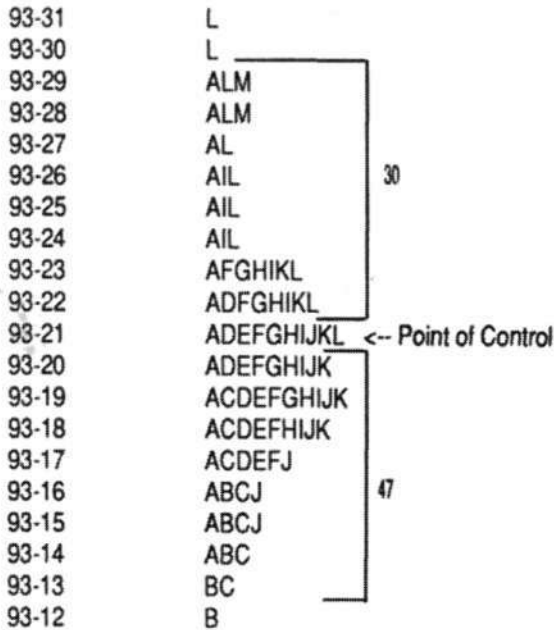 93-31 L
93-30 L
93-29 ALM
93-28 ALM
93-27 AL
93-26 AIL 30
93-25 AIL
93-24 AIL
93-23 AFGHIKL
93-22 ADFGHIKL
93-21 ADEFGHIJKL <-- Point of Control
93-20 ADEFGHIJK
93-19 ACDEFGHIJK
93-18 ACDEFHIJK
93-17 ACDEFJ
93-16 ABCJ 47
93-15 ABCJ
93-14 ABC
93-13 BC
93-12 B